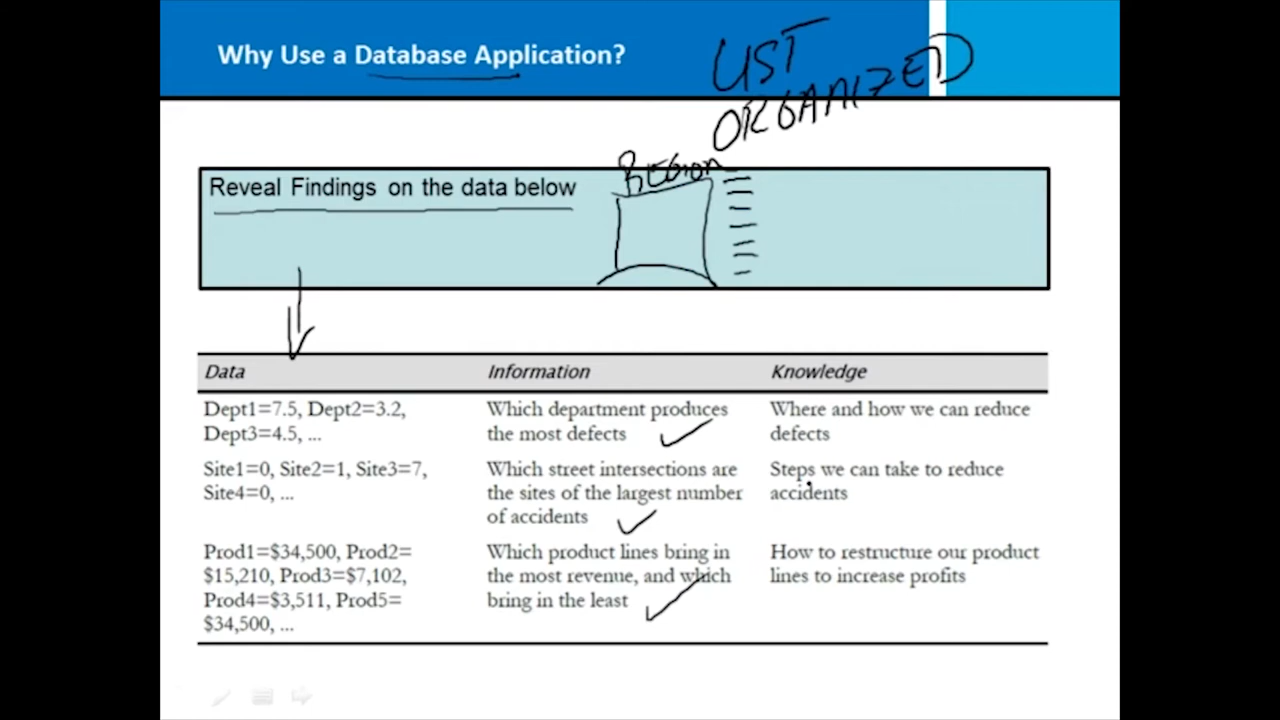 Why Use a Database Application?
LIST
ORGANIZED
REGION
Reveal Findings on the data below
Data Information Knowledge
Dept1=7.5, Dept2=3.2, Which department produces Where and how we can reduce
Dept3=4.5, ... the most defects defects
Site1=0, Site2=1, Site3=7, Which street intersections are Steps we can take to reduce
Site4=0, ... the sites of the largest number accidents
of accidents
Prod1=$34,500, Prod2= Which product lines bring in How to restructure our product
$15,210, Prod3=$7,102, the most revenue, and which lines to increase profits
Prod4=$3,511, Prod5= bring in the least
$34,500, ...